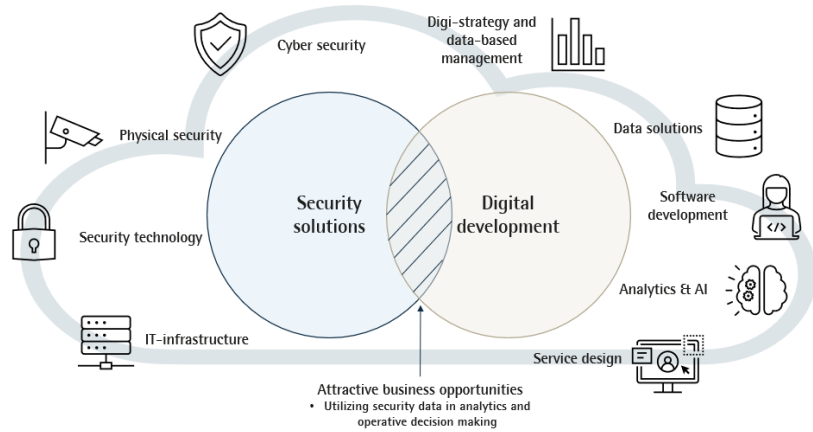 Digi-strategy and
data-based
management
Cyber security
Physical security
Data solutions
Security
solutions
Digital
development
Software
development
</>
Security technology
Analytics & AI
IT-infrastructure
Service design
Attractive business opportunities
• Utilizing security data in analytics and
operative decision making